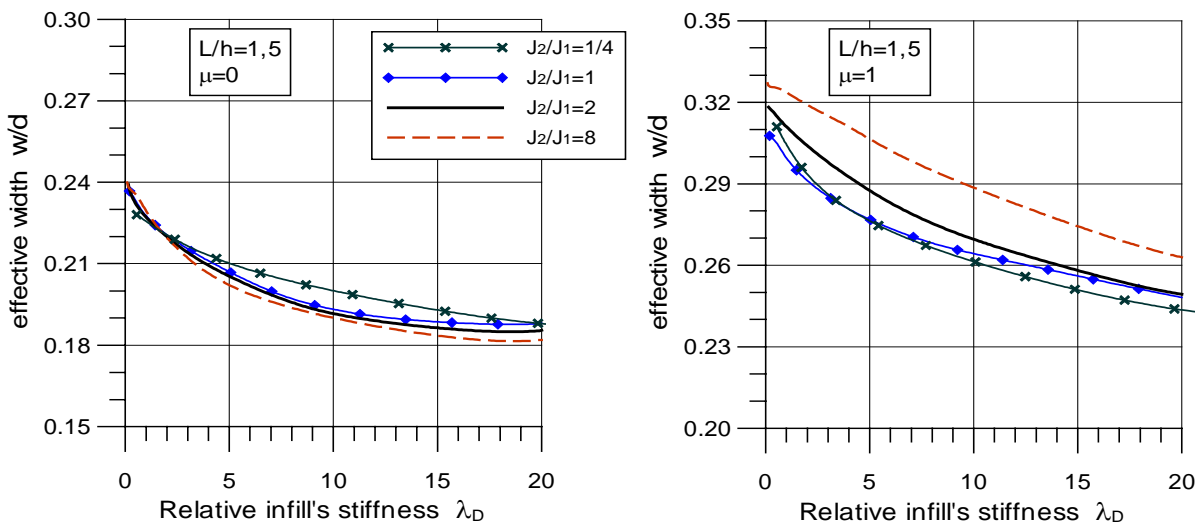 0.30
0.27
0.24
0.21
0.18
0.15
effective width w/d
L/h=1,5
μ=0
J2/J1=1/4
J2/J1=1
J2/J1=2
J2/J1=8
0
5
10
15
20
Relative infill's stiffness λD
0.35
0.32
0.29
0.26
0.23
0.20
effective width w/d
L/h=1,5
μ=1
0
5
10
15
20
Relative infill's stiffness λD